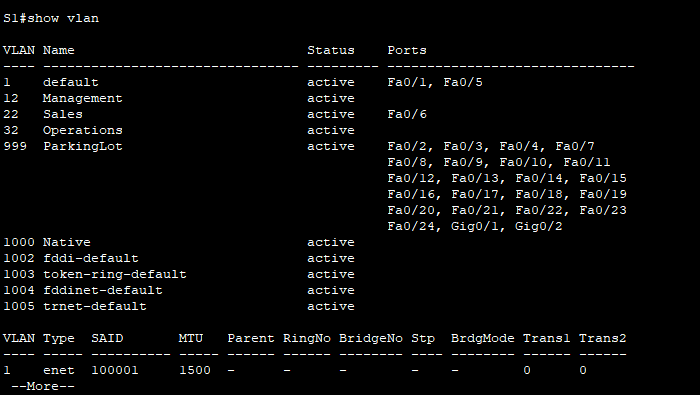 S1#show vlan
VLAN Name                             Status    Ports
---- -------------------------------- --------- -------------------------------
1    default                          active    Fa0/1, Fa0/5
12   Management                       active
22   Sales                            active    Fa0/6
32   Operations                       active
999  ParkingLot                       active    Fa0/2, Fa0/3, Fa0/4, Fa0/7
                                                Fa0/8, Fa0/9, Fa0/10, Fa0/11
                                                Fa0/12, Fa0/13, Fa0/14, Fa0/15
                                                Fa0/16, Fa0/17, Fa0/18, Fa0/19
                                                Fa0/20, Fa0/21, Fa0/22, Fa0/23
                                                Fa0/24, Gig0/1, Gig0/2
1000 Native                           active
1002 fddi-default                     active
1003 token-ring-default               active
1004 fddinet-default                  active
1005 trnet-default                    active
VLAN Type  SAID       MTU   Parent RingNo BridgeNo Stp  BrdgMode Trans1 Trans2
---- ----- ---------- ----- ------ ------ -------- ---- -------- ------ ------
1    enet  100001     1500  -      -      -        -    -        0      0
 --More--